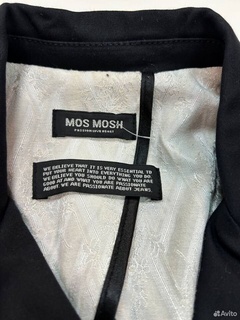 MOS MOSH
PASSIONATE ABOUT JEANS
WE BELIEVE THAT IT IS VERY ESSENTIAL TO
PUT YOUR HEART INTO EVERYTHING YOU DO.
WE BELIEVE YOU SHOULD DO WHAT YOU ARE
GOOD AT AND WHAT YOU ARE PASSIONATE
ABOUT AND WE ARE PASSIONATE
ABOUT JEANS.
Avito